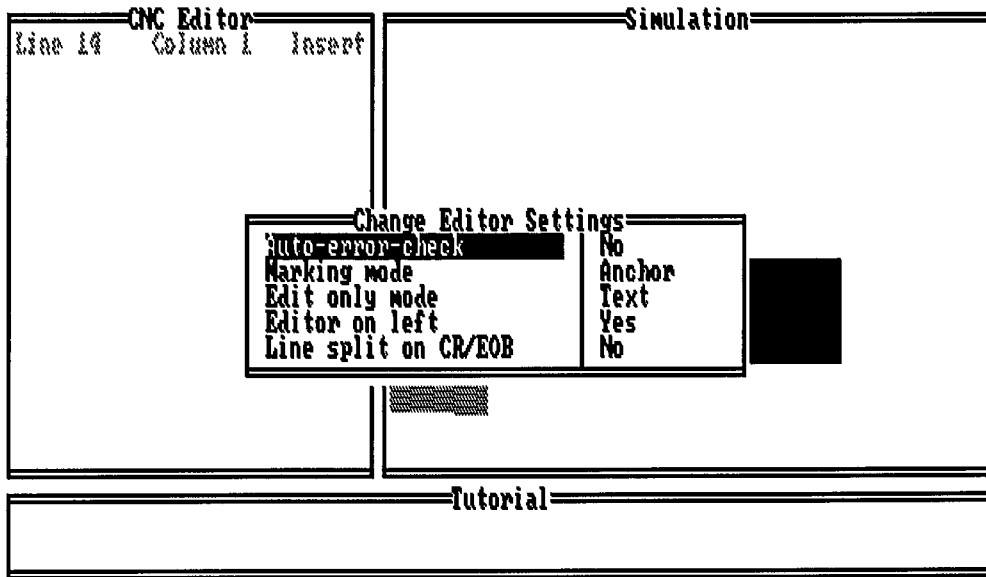 CNC Editor
Simulation
Line 14 Column 1 Insert
Change Editor Settings
Auto-error-check No
Marking mode Anchor
Edit only mode Text
Editor on left Yes
Line split on CR/EOB No
Tutorial